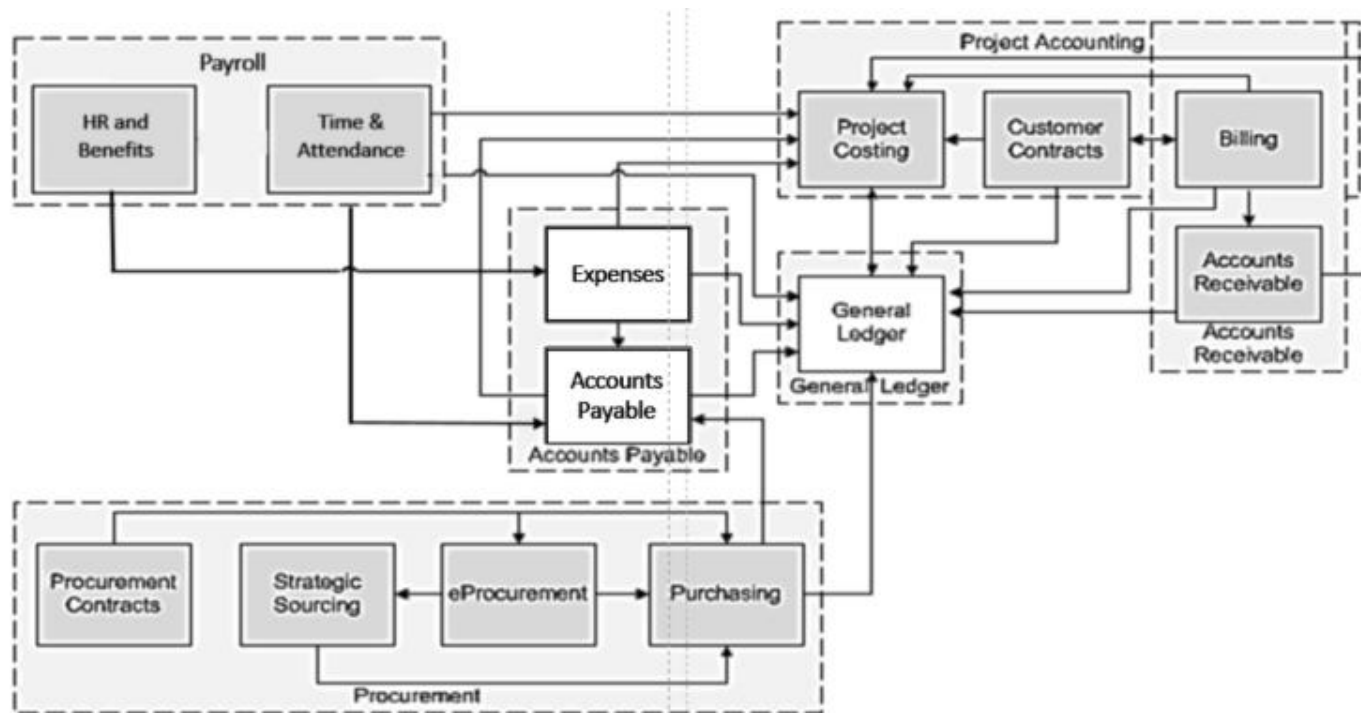 Payroll
HR and
Benefits
Time &
Attendance
Project Accounting
Project
Costing
Customer
Contracts
Billing
Expenses
Accounts
Payable
Accounts Payable
General
Ledger
General Ledger
Accounts
Receivable
Accounts
Receivable
Procurement
Contracts
Strategic
Sourcing
eProcurement
Purchasing
Procurement